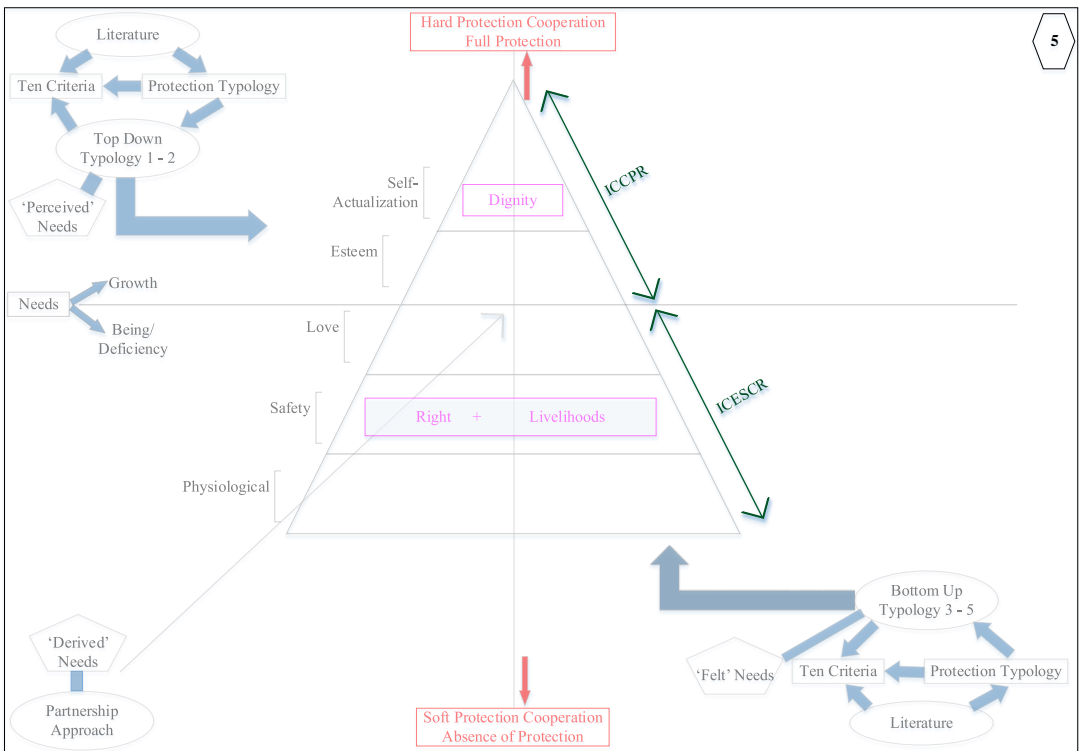 Hard Protection Cooperation
Full Protection
5
Literature
Ten Criteria
Protection Typology
Top Down
Typology 1 - 2
'Perceived'
Needs
Self-
Actualization
Dignity
ICCPR
Esteem
Needs
Growth
Being/
Deficiency
Love
ICESCR
Safety
Right + Livelihoods
Physiological
'Derived'
Needs
Partnership
Approach
Soft Protection Cooperation
Absence of Protection
Bottom Up
Typology 3 - 5
'Felt' Needs
Ten Criteria
Protection Typology
Literature